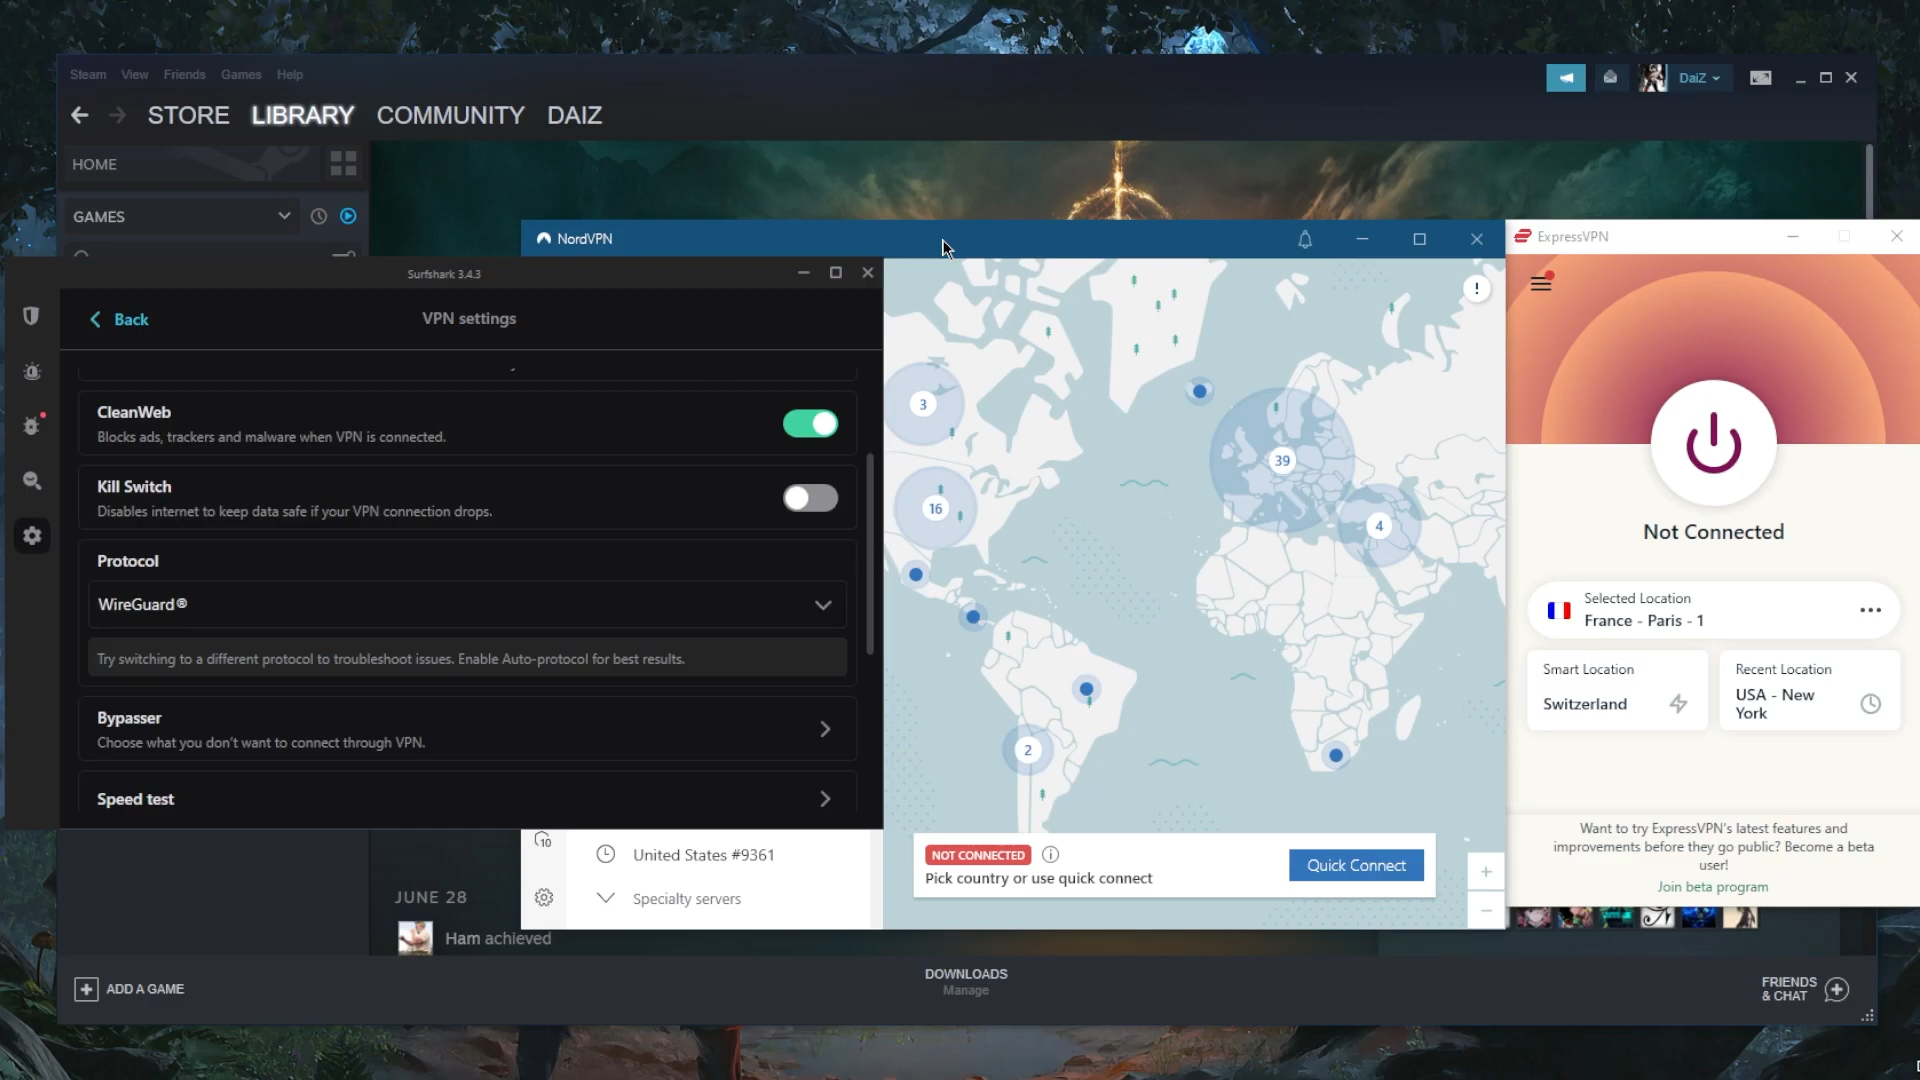 Steam View Friends Games Help
DaiZ
STORE LIBRARY COMMUNITY DAIZ
HOME
GAMES
NordVPN
ExpressVPN
Surfshark 3.4.3
Back
VPN settings
CleanWeb
Blocks ads, trackers and malware when VPN is connected.
Kill Switch
Disables internet to keep data safe if your VPN connection drops.
Protocol
WireGuard®
Try switching to a different protocol to troubleshoot issues. Enable Auto-protocol for best results.
Bypasser
Choose what you don't want to connect through VPN.
Speed test
!
3
39
16
4
2
NOT CONNECTED
Pick country or use quick connect
Quick Connect
+
−
10
United States #9361
Specialty servers
Not Connected
Selected Location
France - Paris - 1
Smart Location
Switzerland
Recent Location
USA - New
York
Want to try ExpressVPN's latest features and
improvements before they go public? Become a beta
user!
Join beta program
JUNE 28
Ham achieved
ADD A GAME
DOWNLOADS
Manage
FRIENDS
& CHAT